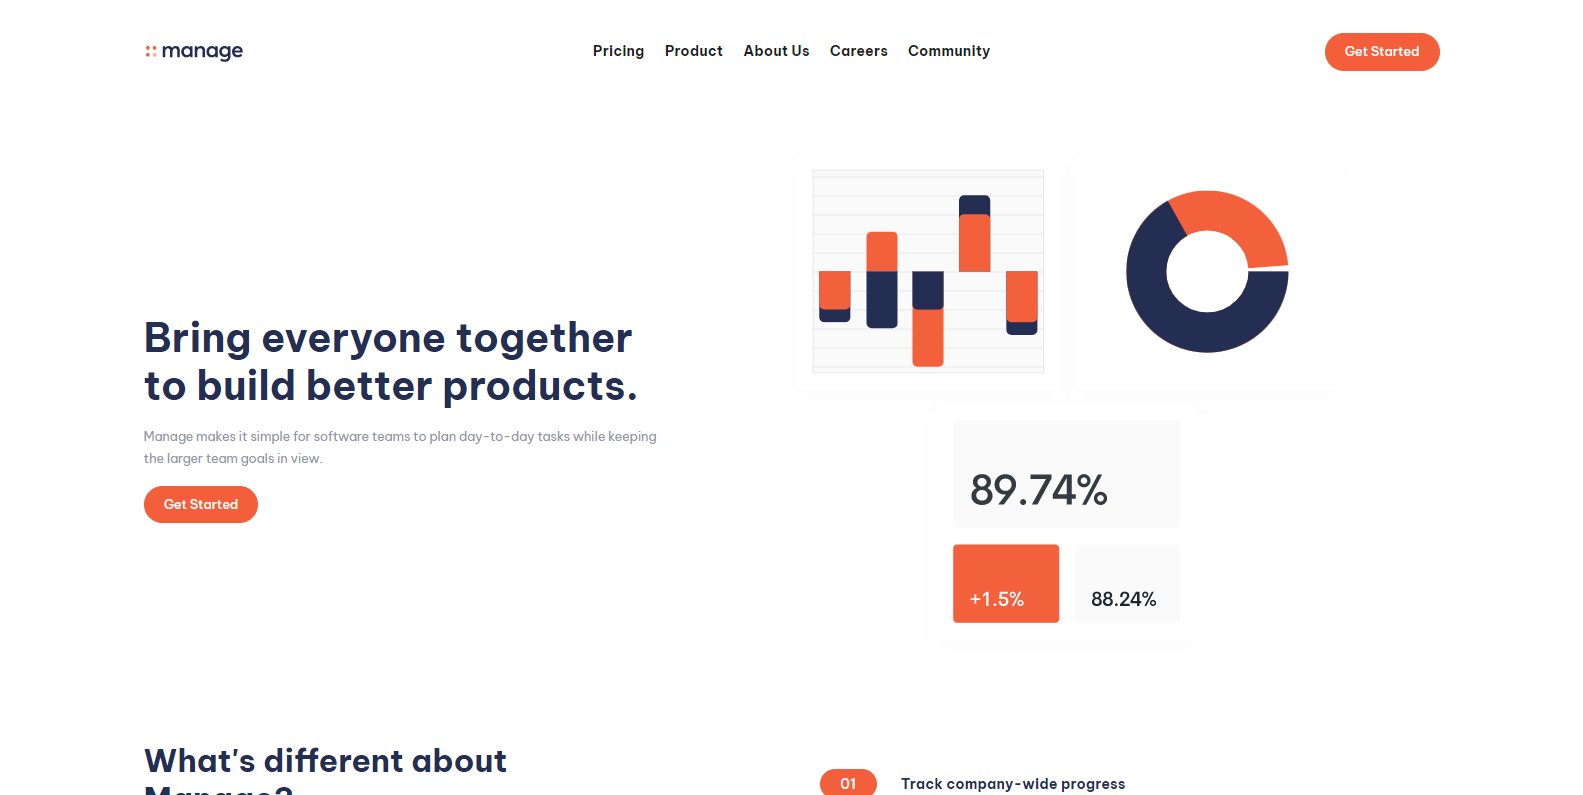 manage
Pricing Product About Us Careers Community
Get Started
Bring everyone together
to build better products.
Manage makes it simple for software teams to plan day-to-day tasks while keeping
the larger team goals in view.
Get Started
89.74%
+1.5%
88.24%
What's different about
Manage?
01 Track company-wide progress